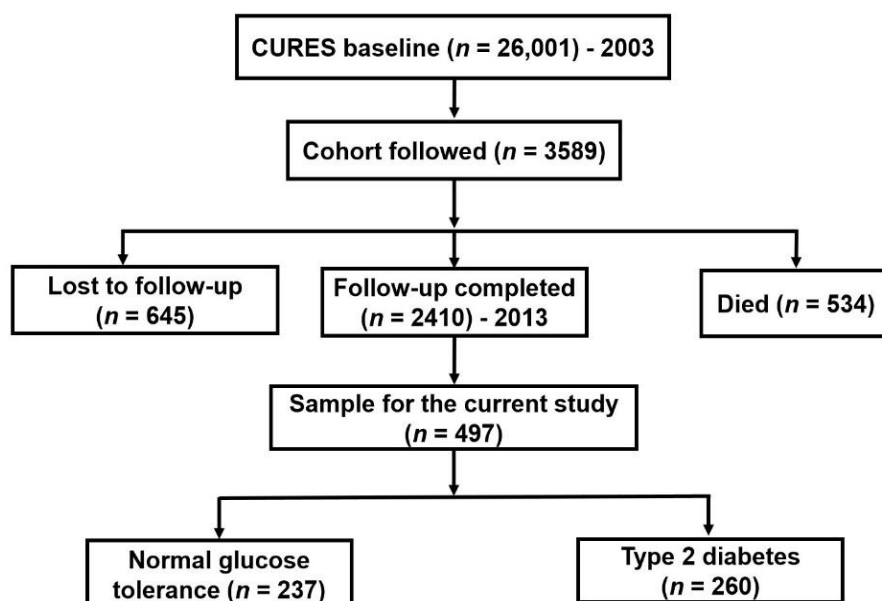 CURES baseline (n = 26,001) - 2003
Cohort followed (n = 3589)
Lost to follow-up
(n = 645)
Follow-up completed
(n = 2410) - 2013
Died (n = 534)
Sample for the current study
(n = 497)
Normal glucose
tolerance (n = 237)
Type 2 diabetes
(n = 260)